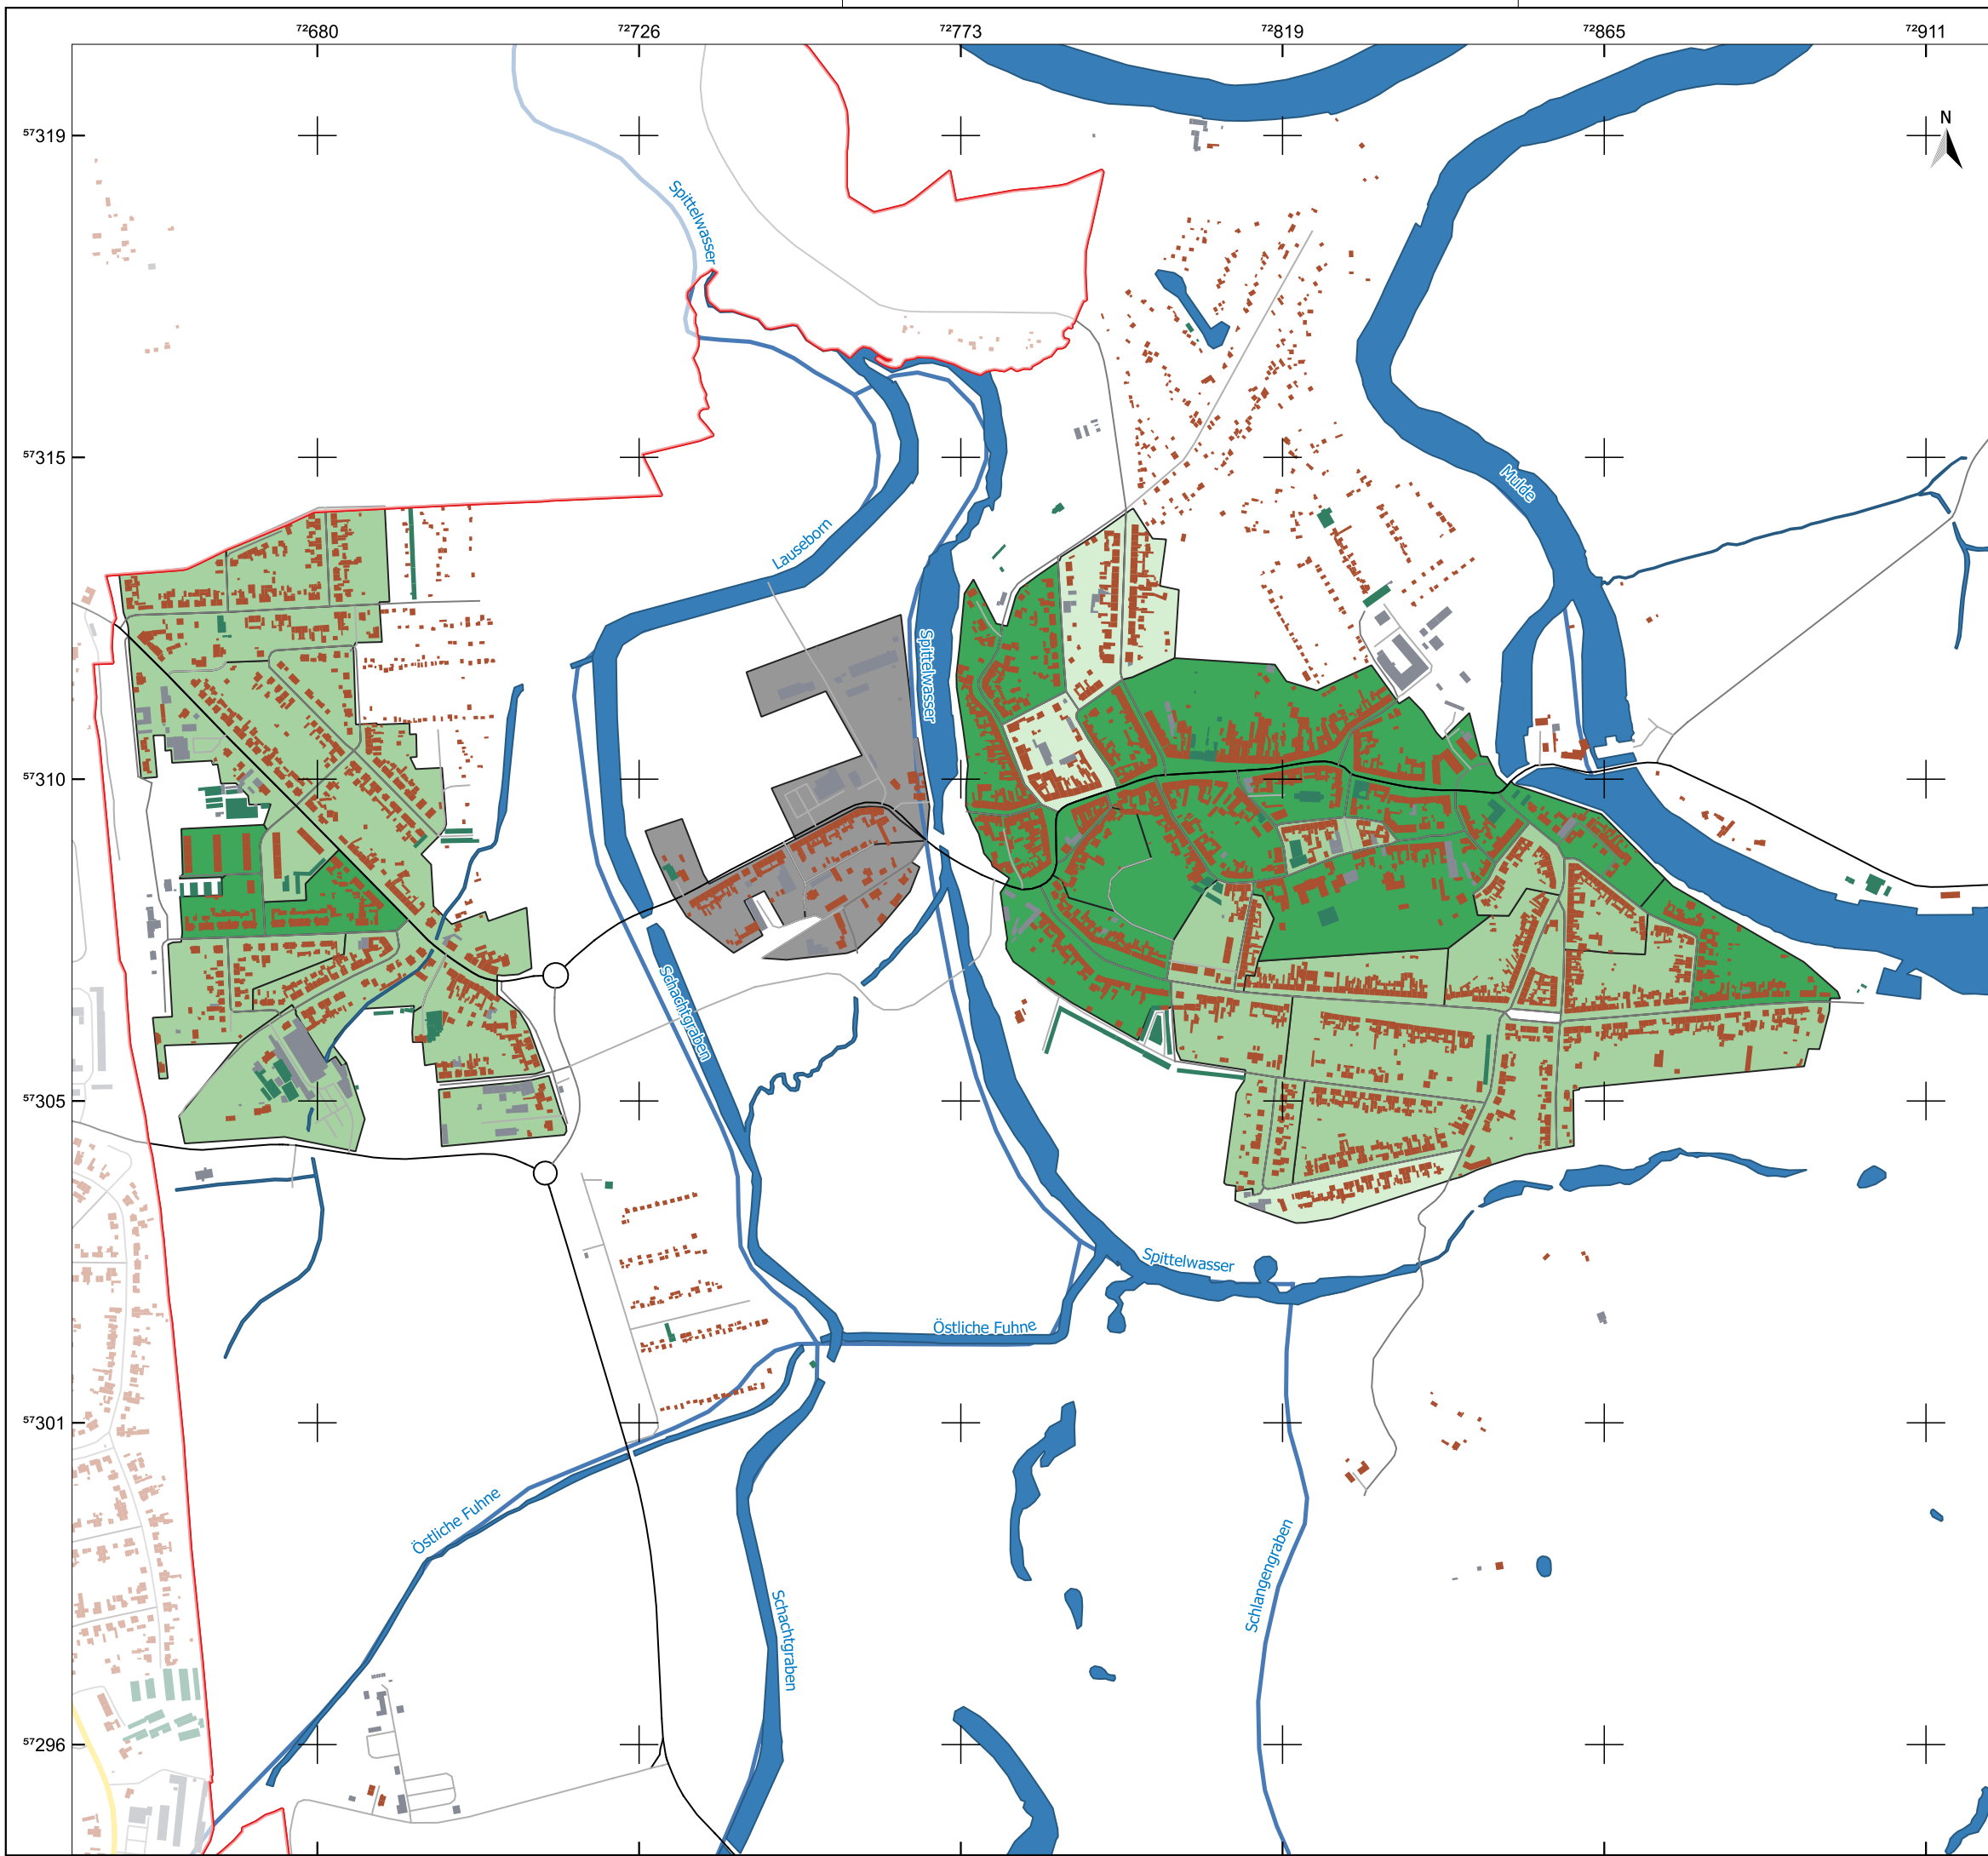 72680
72726
72773
72819
72865
72911
57319
N
Spittelwasser
57315
Mulde
Lauseborn
Spittelwasser
57310
Schachtgraben
57305
Spittelwasser
Östliche Fuhne
57301
Östliche Fuhne
Schlangengraben
Schachtgraben
57296